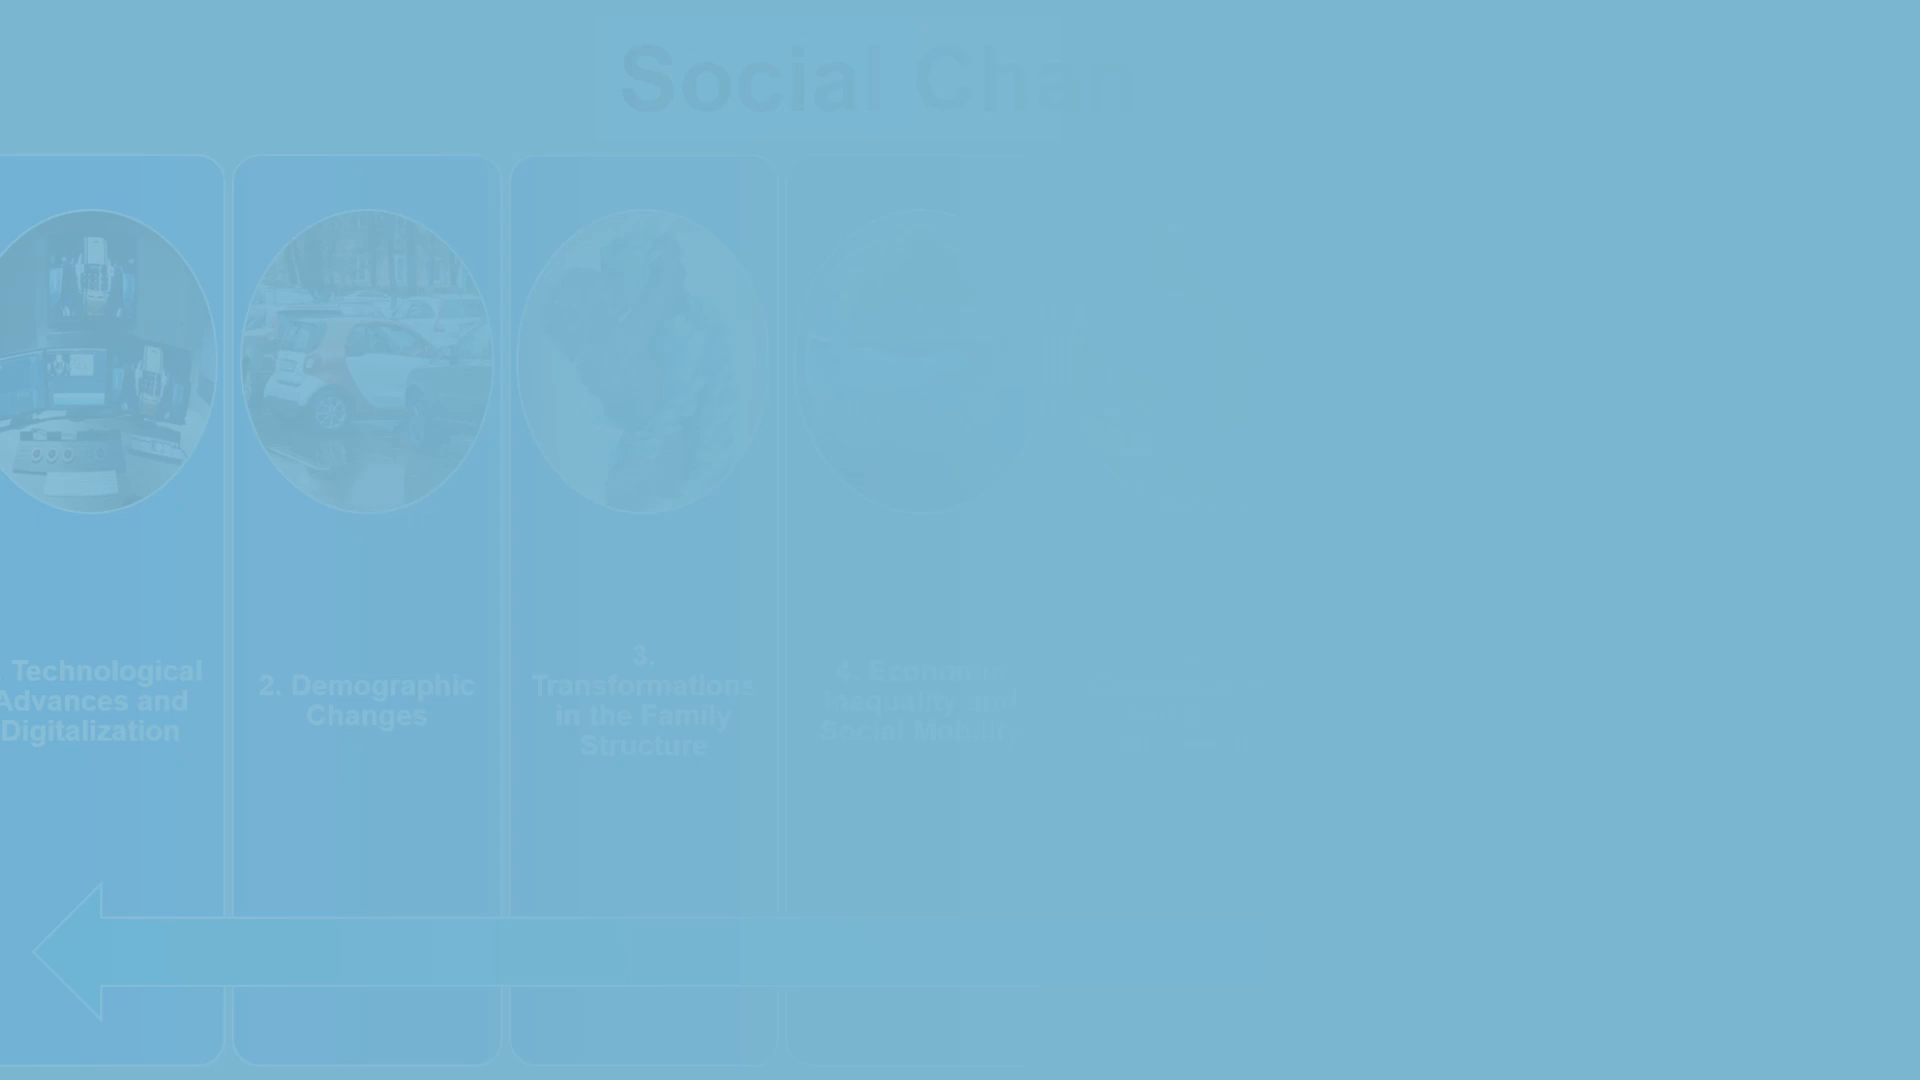 Social Chan
Technological
Advances and
Digitalization
2. Demographic
Changes
3.
Transformations
in the Family
Structure
4. Economic
Inequality and
Social Mobility